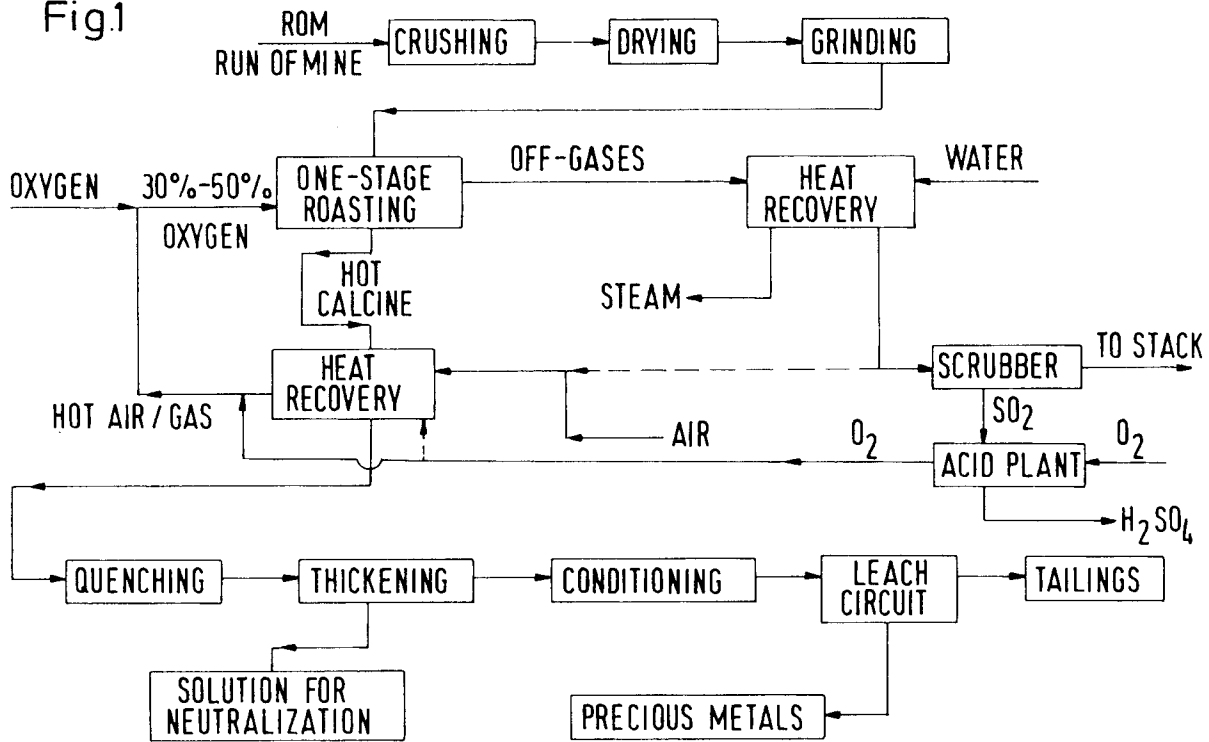 Fig.1
ROM
RUN OF MINE
CRUSHING
DRYING
GRINDING
OXYGEN
30%-50%
OXYGEN
ONE-STAGE
ROASTING
OFF-GASES
HEAT
RECOVERY
WATER
HOT
CALCINE
STEAM
HEAT
RECOVERY
HOT AIR / GAS
AIR
SCRUBBER
TO STACK
SO2
O2
ACID PLANT
O2
H2SO4
QUENCHING
THICKENING
CONDITIONING
LEACH
CIRCUIT
TAILINGS
SOLUTION FOR
NEUTRALIZATION
PRECIOUS METALS